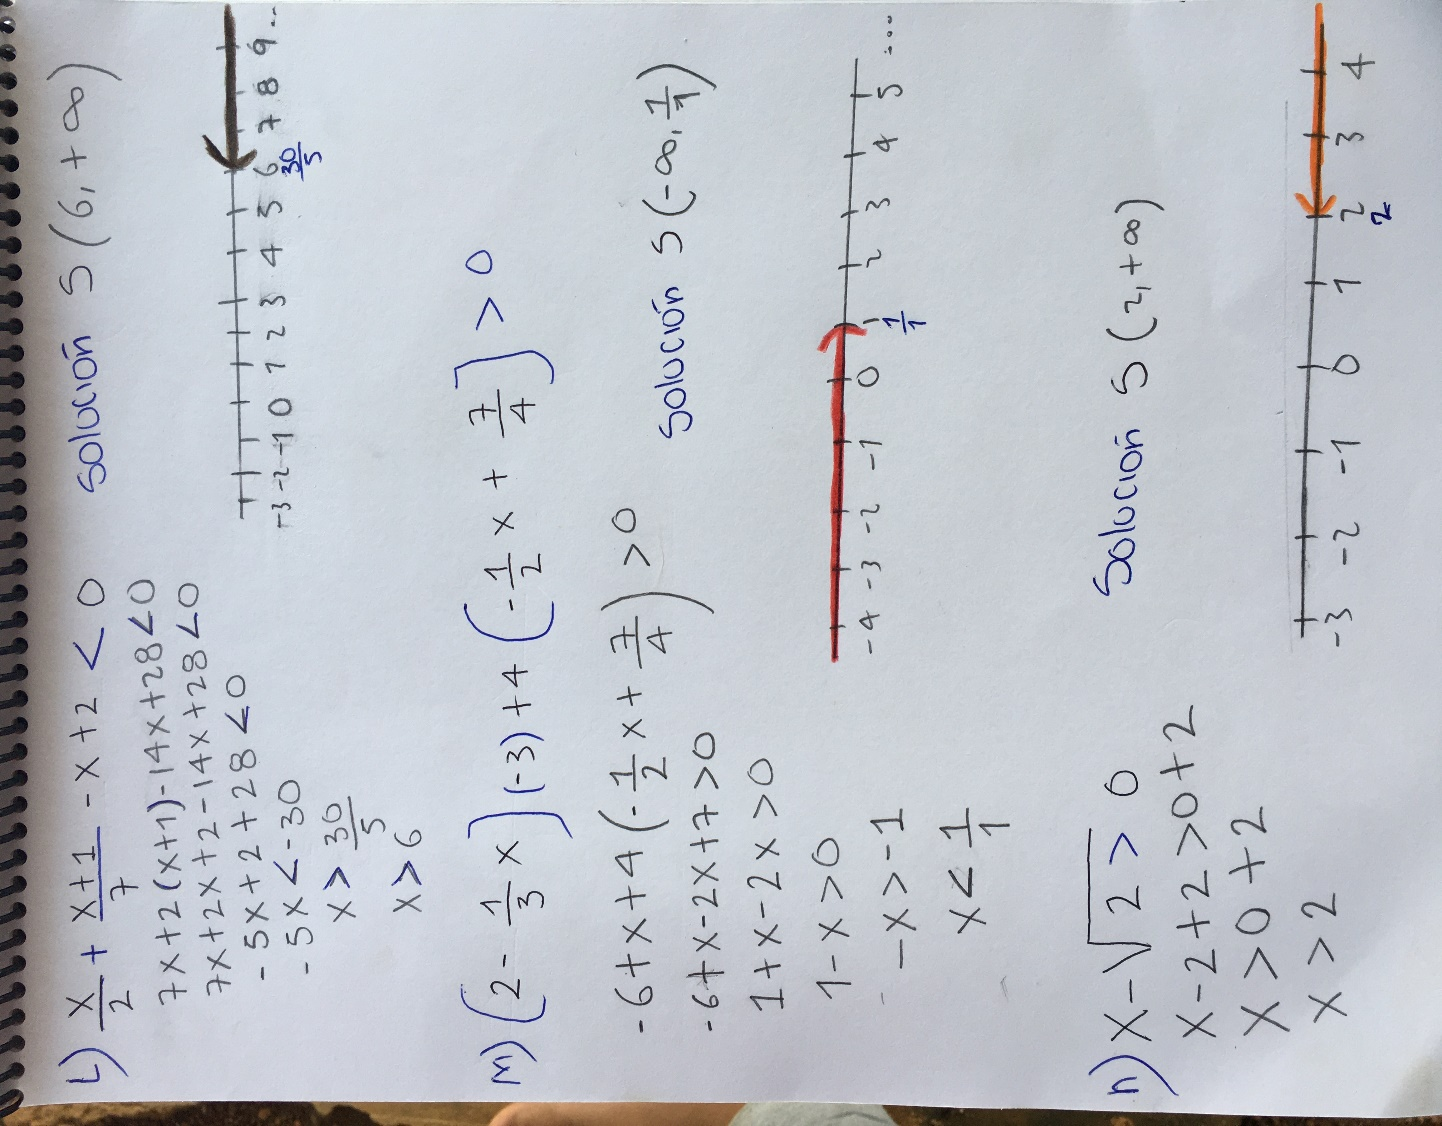 L) x/2 + x+1/7 - x + 2 < 0 Solución S (6, +∞)
7x+2(x+1)-14x+28<0
7x+2x+2-14x+28<0
-5x+2+28<0
-5x<-30
x>30/5
x>6
-3 -2 -1 0 1 2 3 4 5 6 7 8 9 ...
30/5
m) (2 - 1/3 x) (-3) + 4 (-1/2 x + 7/4) > 0
-6+x+4 (-1/2 x + 7/4) >0
-6+x-2x+7>0
1+x-2x>0
1-x>0
-x>-1
x<1/1
Solución S (-∞, 1/1)
-4 -3 -2 -1 0 1 2 3 4 5 ...
1/1
n) x-√2 > 0
x-2+2>0+2
x>0+2
x>2
Solución S (2, +∞)
-3 -2 -1 0 1 2 3 4
2